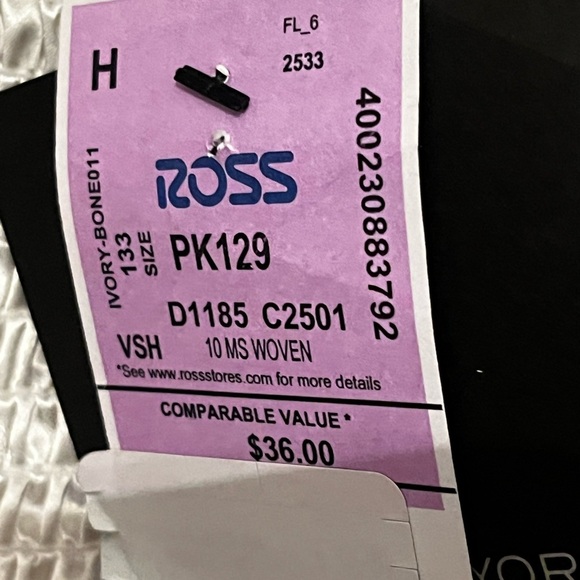 FL_6
H
2533
400230883792
ROSS
IVORY-BONE011
133
SIZE
PK129
D1185 C2501
VSH 10 MS WOVEN
*See www.rossstores.com for more details
COMPARABLE VALUE *
$36.00